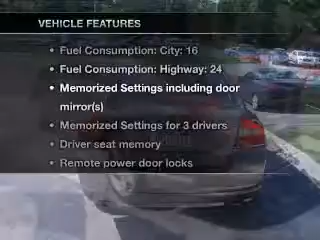 VEHICLE FEATURES
• Fuel Consumption: City: 16
• Fuel Consumption: Highway: 24
• Memorized Settings including door
mirror(s)
• Memorized Settings for 3 drivers
• Driver seat memory
• Remote power door locks